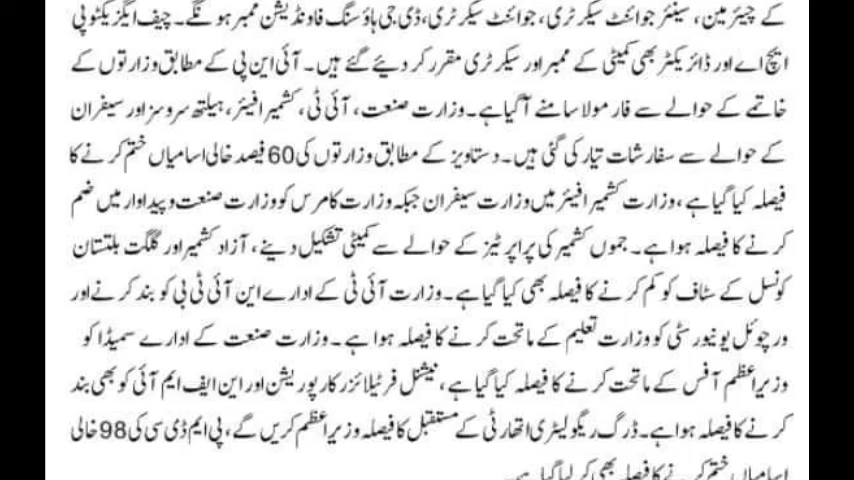 کے چیئرمین، سینئر جوائنٹ سیکرٹری، جوائنٹ سیکرٹری، ڈی جی ہاؤسنگ فاؤنڈیشن ممبر ہونگے۔ چیف ایگزیکٹو پی
ایچ اے اور ڈائریکٹر بھی کمیٹی کے ممبر اور سیکرٹری مقرر کر دیئے گئے ہیں۔ آئی این پی کے مطابق وزارتوں کے
خاتمے کے حوالے سے فارمولا سامنے آ گیا ہے۔ وزارت صنعت، آئی ٹی، کشمیر افیئر، ہیلتھ سروسز اور سیفران
کے حوالے سے سفارشات تیار کی گئی ہیں۔ دستاویز کے مطابق وزارتوں کی 60 فیصد خالی اسامیاں ختم کرنے کا
فیصلہ کیا گیا ہے، وزارت کشمیر افیئر میں وزارت سیفران جبکہ وزارت کامرس کو وزارت صنعت و پیداوار میں ضم
کرنے کا فیصلہ ہوا ہے۔ جموں کشمیر کی پراپرٹیز کے حوالے سے کمیٹی تشکیل دینے، آزاد کشمیر اور گلگت بلتستان
کونسل کے سٹاف کو کم کرنے کا فیصلہ بھی کیا گیا ہے۔ وزارت آئی ٹی کے ادارے این آئی ٹی بی کو بند کرنے اور
ورچوئل یونیورسٹی کو وزارت تعلیم کے ماتحت کرنے کا فیصلہ ہوا ہے۔ وزارت صنعت کے ادارے سمیڈا کو
وزیراعظم آفس کے ماتحت کرنے کا فیصلہ کیا گیا ہے، نیشنل فرٹیلائزر کارپوریشن اور این ایف ایم آئی کو بھی بند
کرنے کا فیصلہ ہوا ہے۔ ڈرگ ریگولیٹری اتھارٹی کے مستقبل کا فیصلہ وزیراعظم کریں گے، پی ایم ڈی سی کی 98 خالی
اسامیاں ختم کرنے کا فیصلہ بھی کر لیا گیا ہے۔